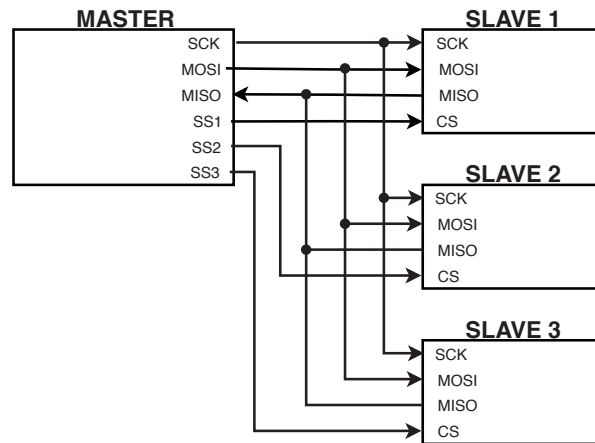 MASTER
SCK
MOSI
MISO
SS1
SS2
SS3
SLAVE 1
SCK
MOSI
MISO
CS
SLAVE 2
SCK
MOSI
MISO
CS
SLAVE 3
SCK
MOSI
MISO
CS